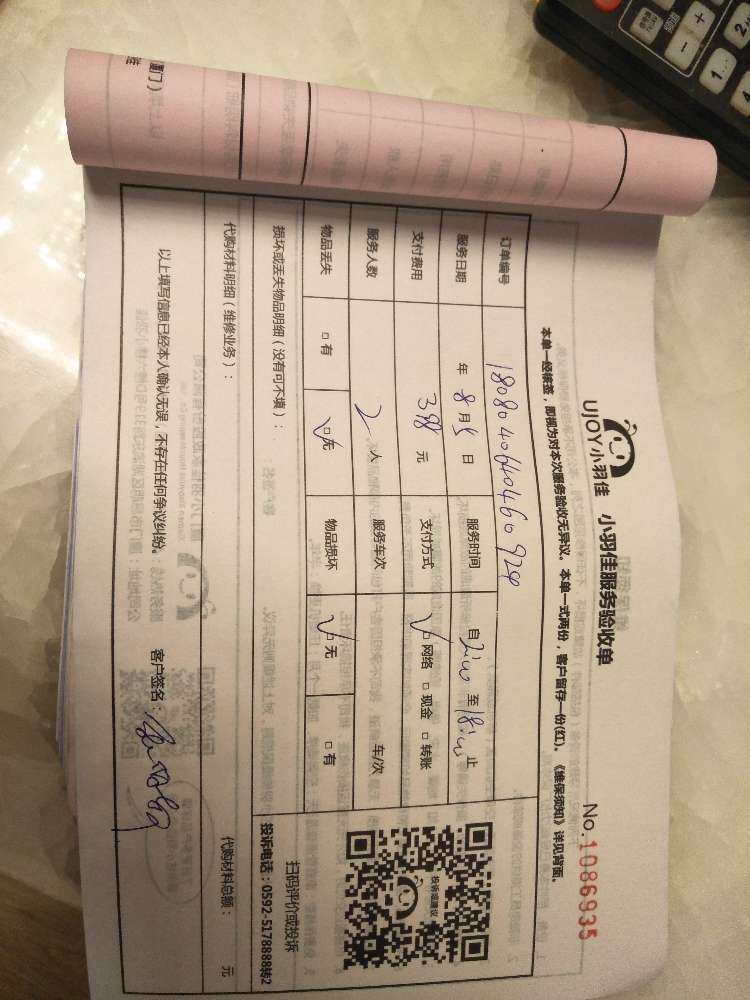 UJOY小羽佳 小羽佳服务验收单
No.1086935
本单一经核签，即视为对本次服务验收无异议。本单一式两份，客户留存一份(红)。《维保须知》详见背面。
订单编号 1808040640460924
服务日期 年 8 月 5 日 服务时间 自 至 止
支付费用 398 元 支付方式 √□网络 □现金 □转账
服务人数 2 人 服务车次 车/次
物品丢失 □有 √□无 物品损坏 √□无 □有
损坏或丢失物品明细（没有可不填）：
代购材料明细（维修业务）： 代购材料总额： 元
以上填写信息已经本人确认无误，不存在任何争议纠纷。 客户签名：
扫码评价或投诉
投诉电话：0592-5178888转2